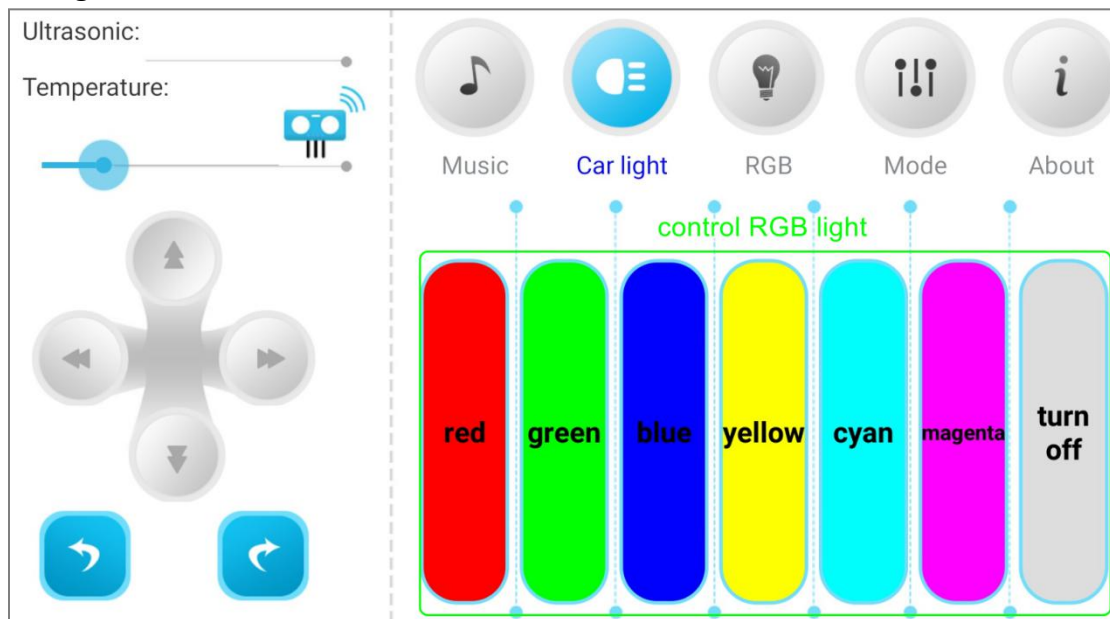 Ultrasonic:
Temperature:
Music
Car light
RGB
Mode
About
control RGB light
red
green
blue
yellow
cyan
magenta
turn
off